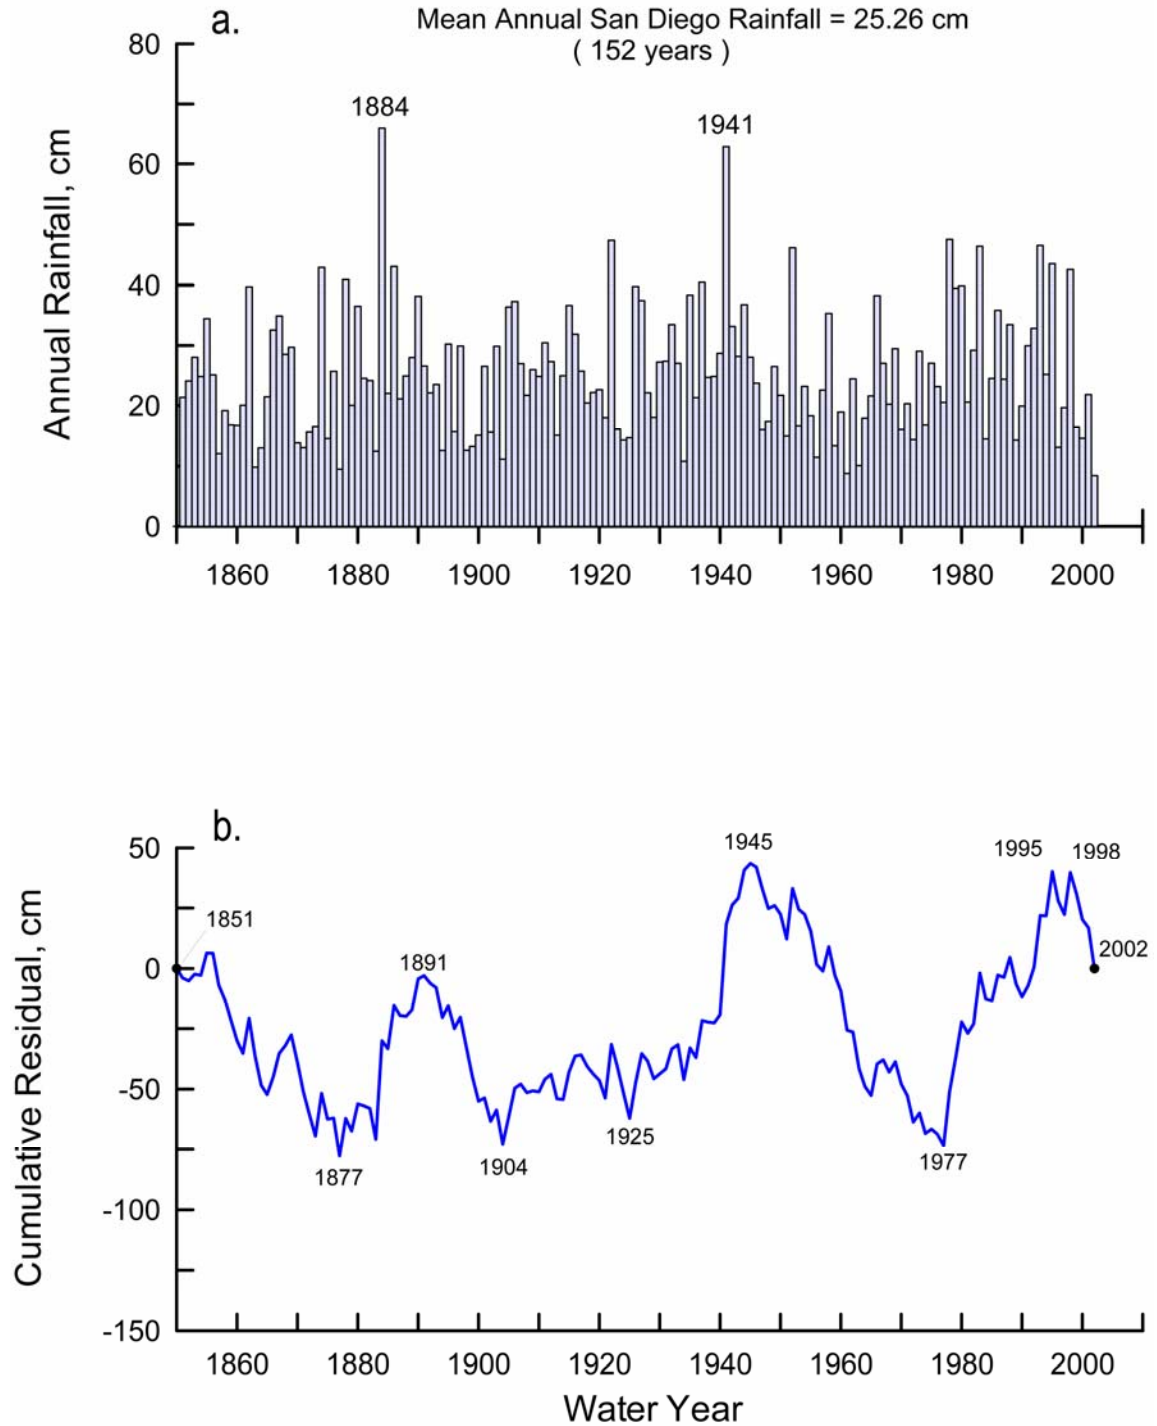 a.
Mean Annual San Diego Rainfall = 25.26 cm
( 152 years )
Annual Rainfall, cm
80
60
40
20
0
1884
1941
1860 1880 1900 1920 1940 1960 1980 2000
b.
Cumulative Residual, cm
50
0
-50
-100
-150
1851
1877
1891
1904
1925
1945
1977
1995
1998
2002
1860 1880 1900 1920 1940 1960 1980 2000
Water Year